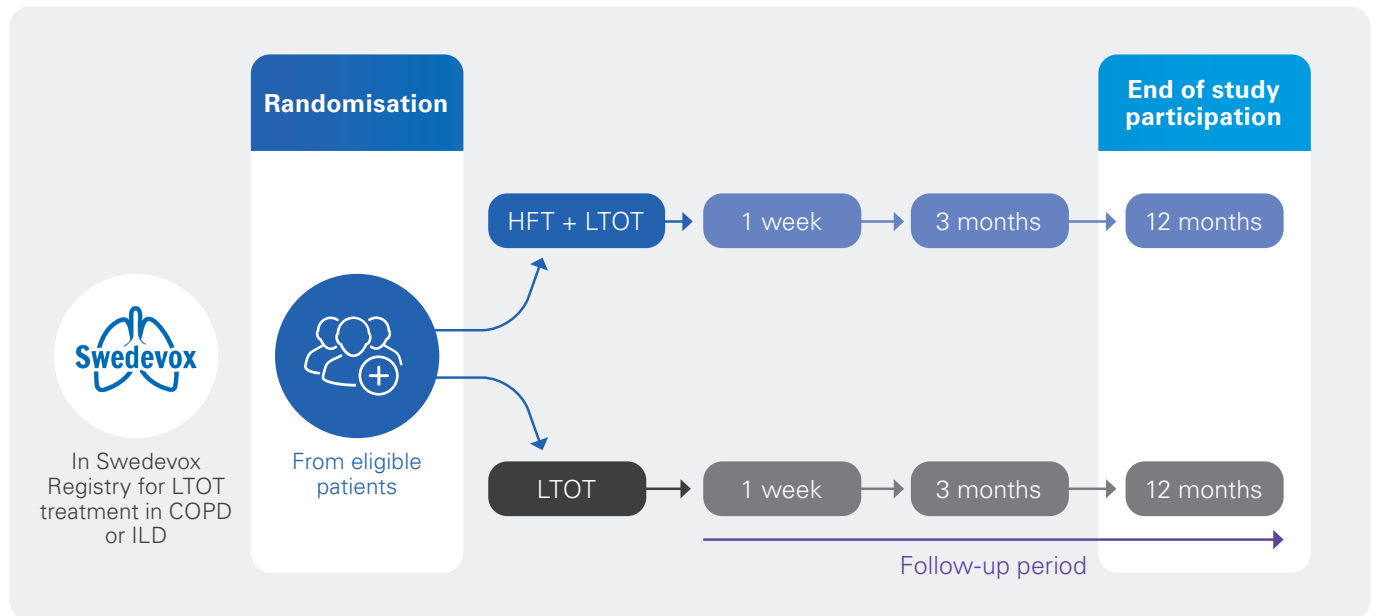 Randomisation
End of study
participation
HFT + LTOT
1 week
3 months
12 months
Swedevox
In Swedevox
Registry for LTOT
treatment in COPD
or ILD
From eligible
patients
LTOT
1 week
3 months
12 months
Follow-up period